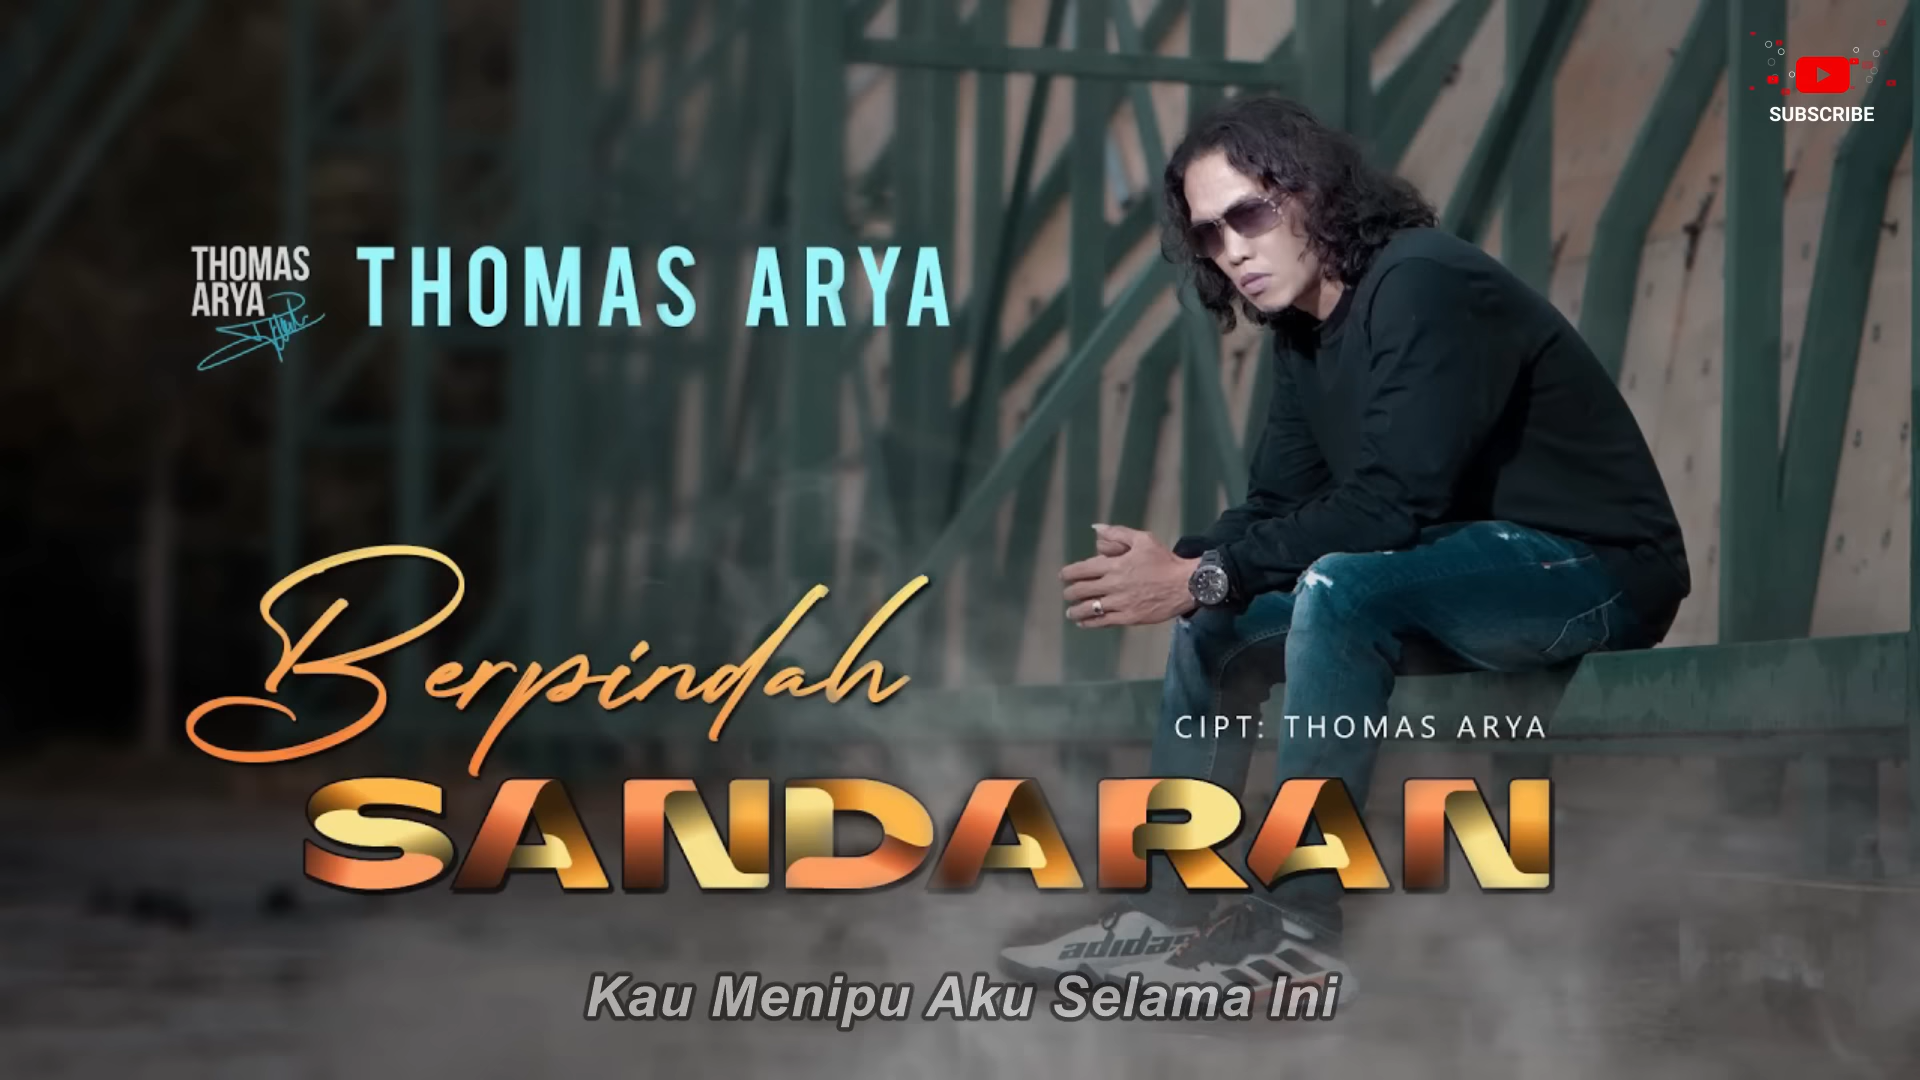 SUBSCRIBE
THOMAS
ARYA
THOMAS ARYA
Berpindah
CIPT: THOMAS ARYA
SANDARAN
adidas
Kau Menipu Aku Selama Ini